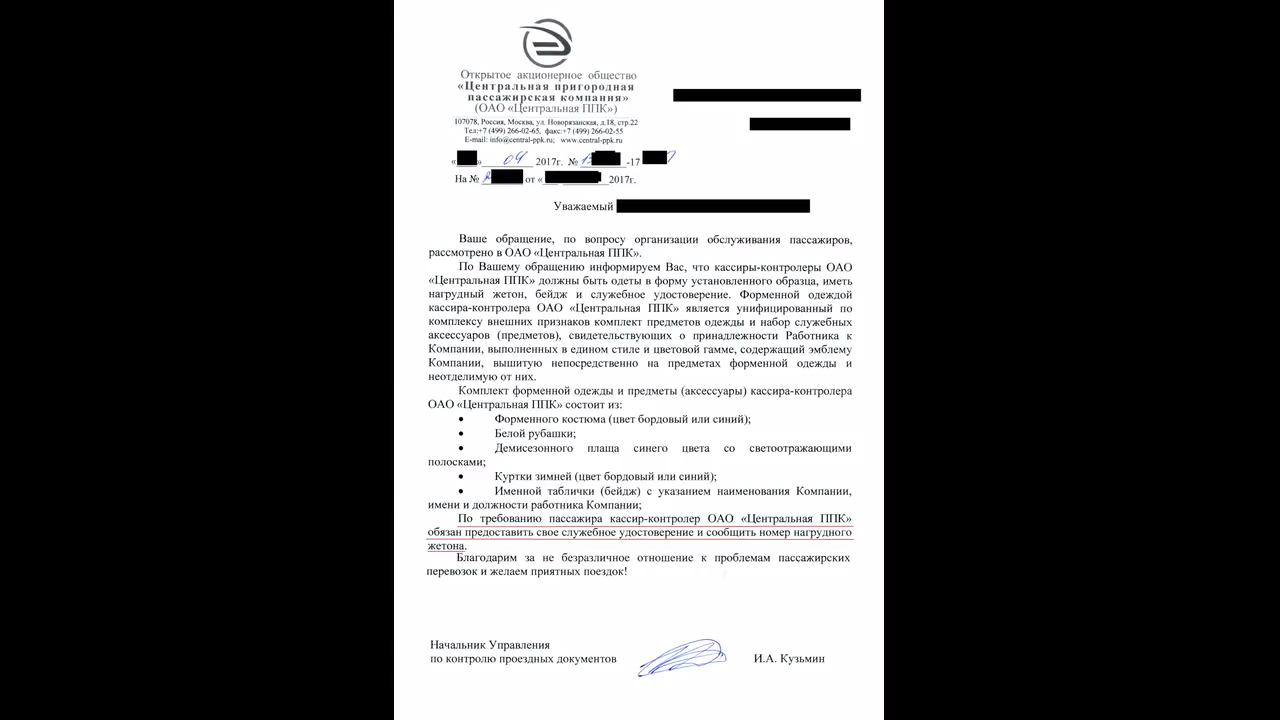 Открытое акционерное общество
«Центральная пригородная
пассажирская компания»
(ОАО «Центральная ППК»)
107078, Россия, Москва, ул. Новорязанская, д.18, стр.22
Тел:+7 (499) 266-02-65, факс:+7 (499) 266-02-55
E-mail: info@central-ppk.ru; www.central-ppk.ru
« » 04 2017г. № -17
На № от « 2017г.
Уважаемый
Ваше обращение, по вопросу организации обслуживания пассажиров,
рассмотрено в ОАО «Центральная ППК».
По Вашему обращению информируем Вас, что кассиры-контролеры ОАО
«Центральная ППК» должны быть одеты в форму установленного образца, иметь
нагрудный жетон, бейдж и служебное удостоверение. Форменной одеждой
кассира-контролера ОАО «Центральная ППК» является унифицированный по
комплексу внешних признаков комплект предметов одежды и набор служебных
аксессуаров (предметов), свидетельствующих о принадлежности Работника к
Компании, выполненных в едином стиле и цветовой гамме, содержащий эмблему
Компании, вышитую непосредственно на предметах форменной одежды и
неотделимую от них.
Комплект форменной одежды и предметы (аксессуары) кассира-контролера
ОАО «Центральная ППК» состоит из:
• Форменного костюма (цвет бордовый или синий);
• Белой рубашки;
• Демисезонного плаща синего цвета со светоотражающими
полосками;
• Куртки зимней (цвет бордовый или синий);
• Именной таблички (бейдж) с указанием наименования Компании,
имени и должности работника Компании;
По требованию пассажира кассир-контролер ОАО «Центральная ППК»
обязан предоставить свое служебное удостоверение и сообщить номер нагрудного
жетона.
Благодарим за не безразличное отношение к проблемам пассажирских
перевозок и желаем приятных поездок!
Начальник Управления
по контролю проездных документов И.А. Кузьмин